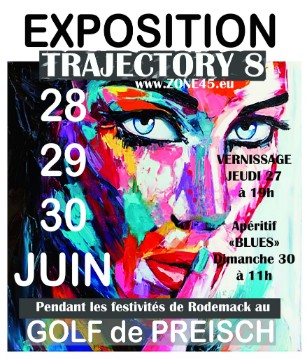 EXPOSITION
TRAJECTORY 8
www.ZONE45.eu
28
29
30
JUIN
VERNISSAGE
JEUDI 27
à 19h
Apéritif
«BLUES»
Dimanche 30
à 11h
Pendant les festivités de Rodemack au
GOLF de PREISCH